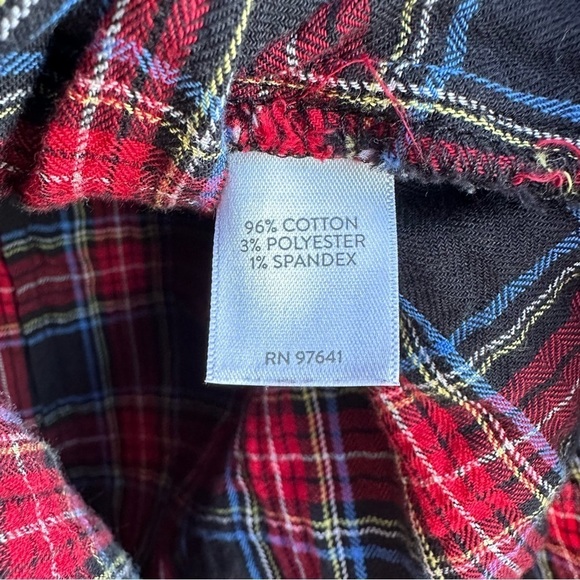 96% COTTON
3% POLYESTER
1% SPANDEX
RN 97641